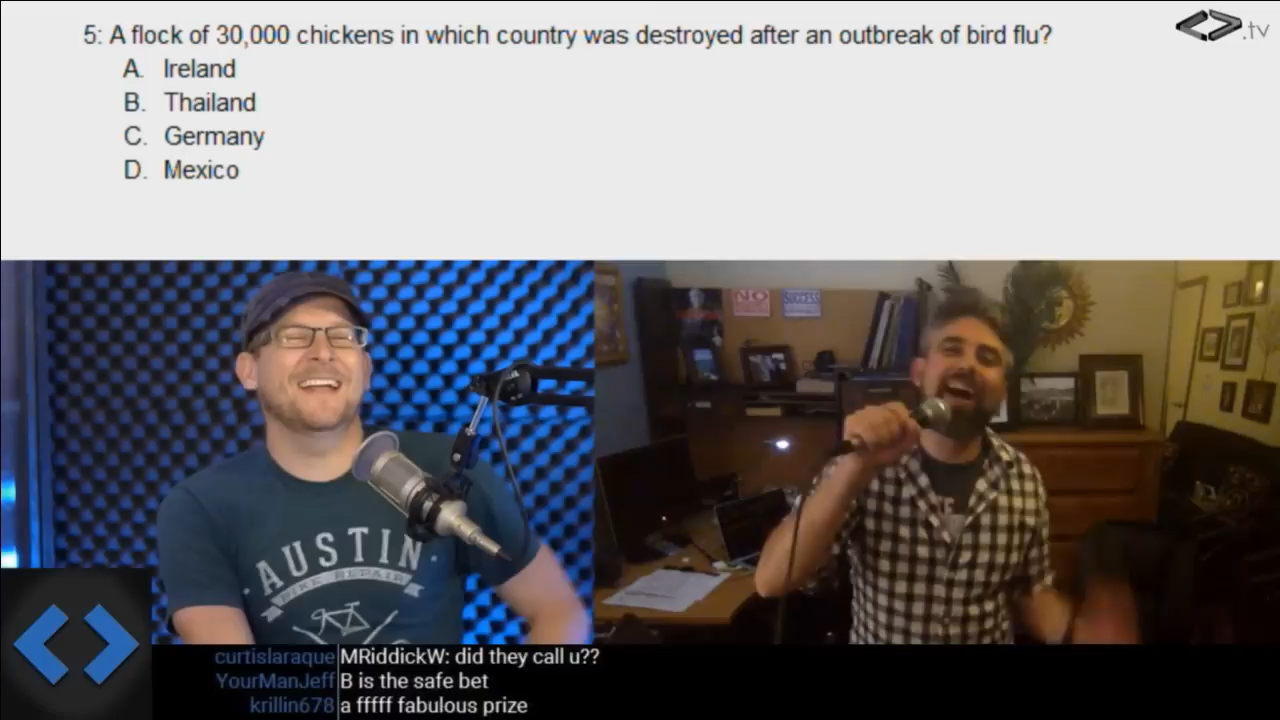 5: A flock of 30,000 chickens in which country was destroyed after an outbreak of bird flu?
A. Ireland
B. Thailand
C. Germany
D. Mexico
.tv
NO
SUCCESS
AUSTIN
BIKE REPAIR
curtislaraque MRiddickW: did they call u??
YourManJeff B is the safe bet
krillin678 a fffff fabulous prize